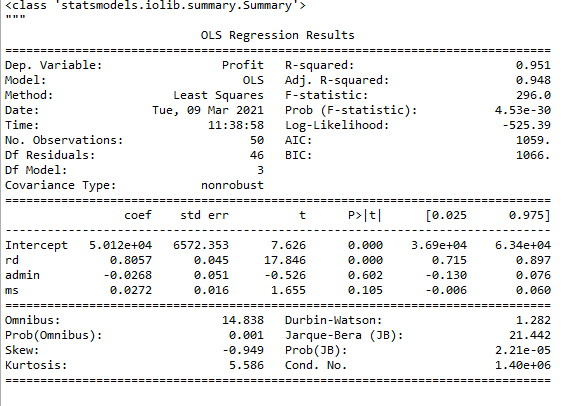 <class 'statsmodels.iolib.summary.Summary'>
"""
                            OLS Regression Results
==============================================================================
Dep. Variable:                 Profit   R-squared:                       0.951
Model:                            OLS   Adj. R-squared:                  0.948
Method:                 Least Squares   F-statistic:                     296.0
Date:                Tue, 09 Mar 2021   Prob (F-statistic):           4.53e-30
Time:                        11:38:58   Log-Likelihood:                -525.39
No. Observations:                  50   AIC:                             1059.
Df Residuals:                      46   BIC:                             1066.
Df Model:                           3
Covariance Type:            nonrobust
==============================================================================
                 coef    std err          t      P>|t|      [0.025      0.975]
------------------------------------------------------------------------------
Intercept   5.012e+04   6572.353      7.626      0.000    3.69e+04    6.34e+04
rd             0.8057      0.045     17.846      0.000       0.715       0.897
admin         -0.0268      0.051     -0.526      0.602      -0.130       0.076
ms             0.0272      0.016      1.655      0.105      -0.006       0.060
==============================================================================
Omnibus:                       14.838   Durbin-Watson:                   1.282
Prob(Omnibus):                  0.001   Jarque-Bera (JB):               21.442
Skew:                          -0.949   Prob(JB):                     2.21e-05
Kurtosis:                       5.586   Cond. No.                     1.40e+06
==============================================================================